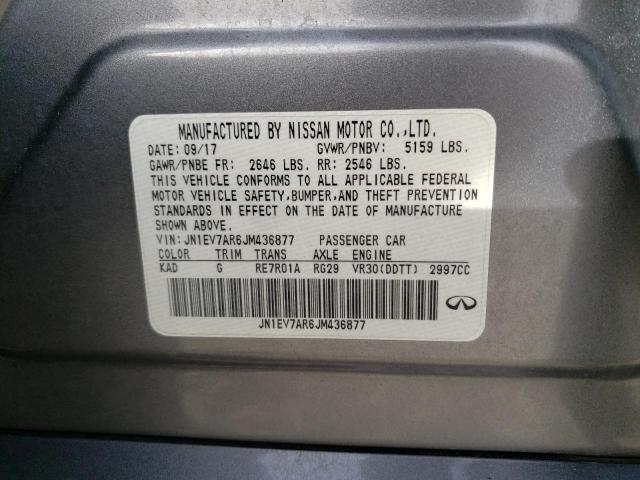 MANUFACTURED BY NISSAN MOTOR CO.,LTD.
DATE: 09/17 GVWR/PNBV: 5159 LBS.
GAWR/PNBE FR: 2646 LBS. RR: 2546 LBS.
THIS VEHICLE CONFORMS TO ALL APPLICABLE FEDERAL
MOTOR VEHICLE SAFETY,BUMPER,AND THEFT PREVENTION
STANDARDS IN EFFECT ON THE DATE OF MANUFACTURE
SHOWN ABOVE.
VIN: JN1EV7AR6JM436877 PASSENGER CAR
COLOR TRIM TRANS AXLE ENGINE
KAD G RE7R01A RG29 VR30(DDTT) 2997CC
JN1EV7AR6JM436877